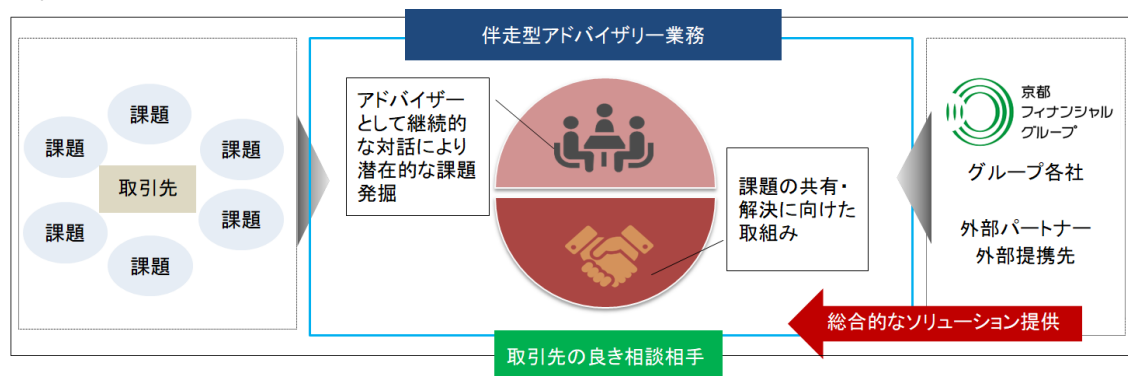 伴走型アドバイザリー業務
課題
課題
課題
取引先
課題
課題
課題
アドバイザー
として継続的
な対話により
潜在的な課題
発掘
課題の共有・
解決に向けた
取組み
京都
フィナンシャル
グループ
グループ各社
外部パートナー
外部提携先
総合的なソリューション提供
取引先の良き相談相手